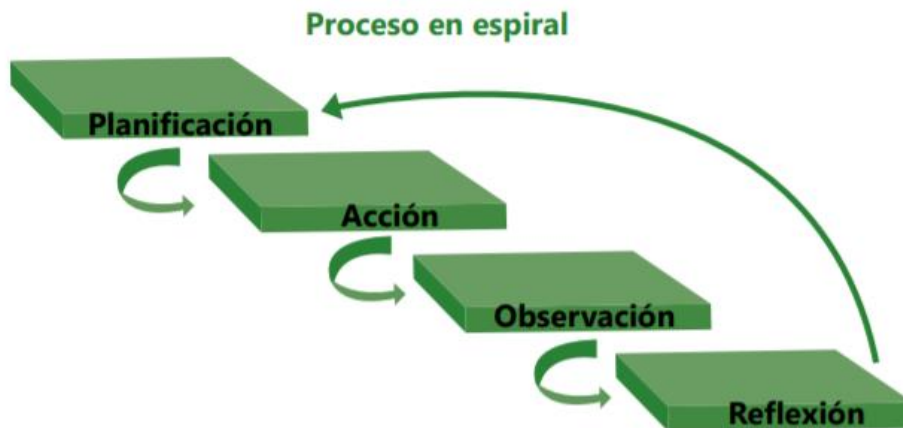 Proceso en espiral
Planificación
Acción
Observación
Reflexión